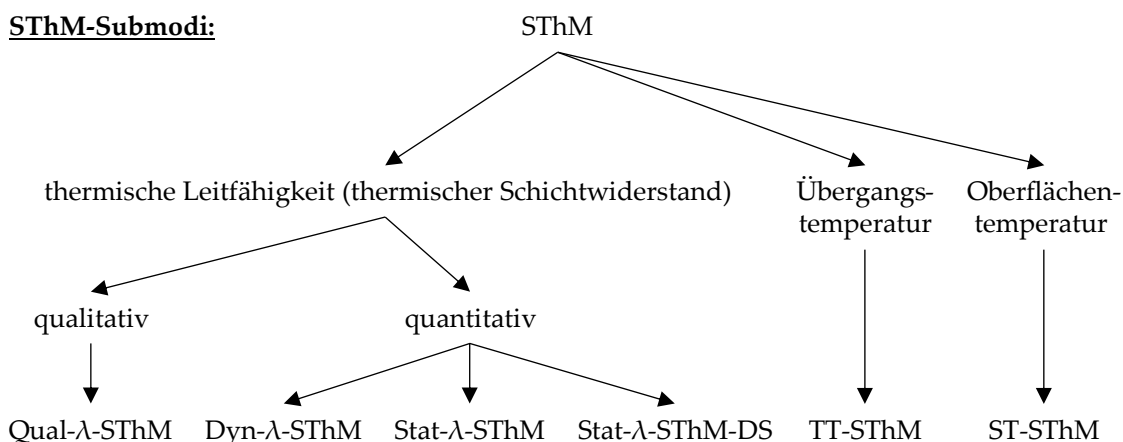 SThM-Submodi:
SThM
thermische Leitfähigkeit (thermischer Schichtwiderstand)
Übergangs-
temperatur
Oberflächen-
temperatur
qualitativ
quantitativ
Qual-λ-SThM
Dyn-λ-SThM
Stat-λ-SThM
Stat-λ-SThM-DS
TT-SThM
ST-SThM